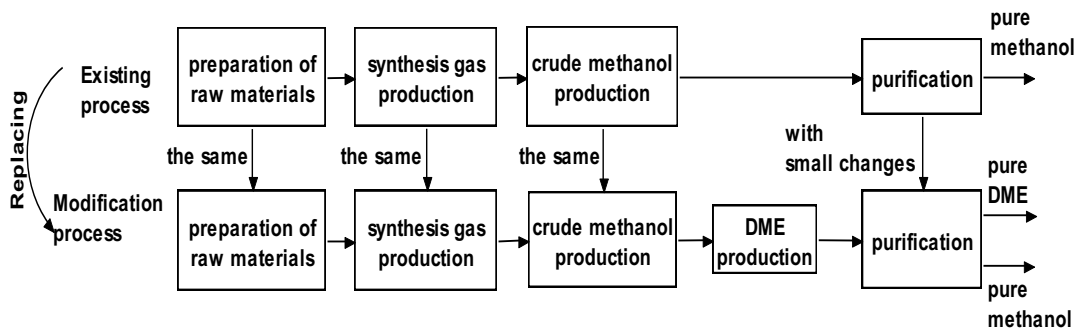 Replacing
Existing
process
preparation of
raw materials
synthesis gas
production
crude methanol
production
purification
pure
methanol
the same
the same
the same
with
small changes
Modification
process
preparation of
raw materials
synthesis gas
production
crude methanol
production
DME
production
purification
pure
DME
pure
methanol